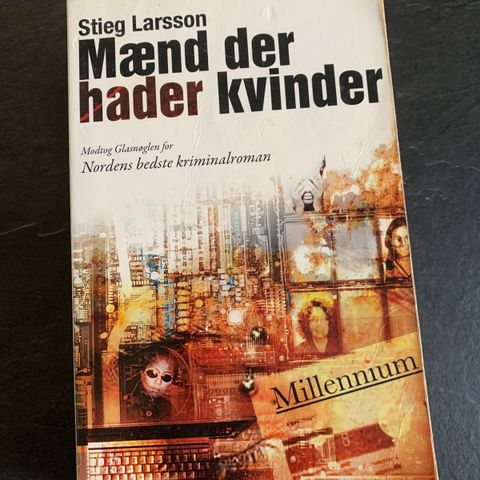 Stieg Larsson
Mænd der
hader kvinder
Modtog Glasnøglen for
Nordens bedste kriminalroman
Millennium